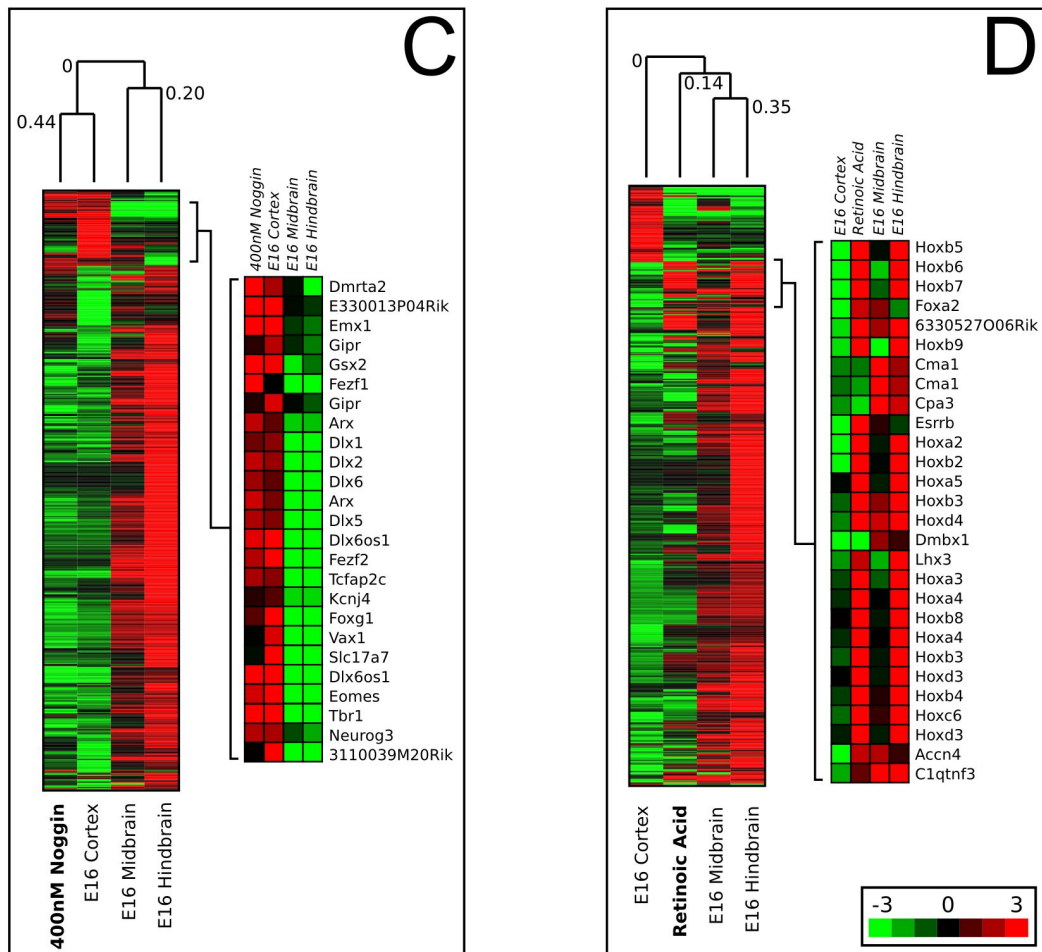 C
0
0.20
0.44
400nM Noggin
E16 Cortex
E16 Midbrain
E16 Hindbrain
Dmrta2
E330013P04Rik
Emx1
Gipr
Gsx2
Fezf1
Gipr
Arx
Dlx1
Dlx2
Dlx6
Arx
Dlx5
Dlx6os1
Fezf2
Tcfap2c
Kcnj4
Foxg1
Vax1
Slc17a7
Dlx6os1
Eomes
Tbr1
Neurog3
3110039M20Rik
400nM Noggin
E16 Cortex
E16 Midbrain
E16 Hindbrain
D
0
0.14
0.35
E16 Cortex
Retinoic Acid
E16 Midbrain
E16 Hindbrain
Hoxb5
Hoxb6
Hoxb7
Foxa2
6330527O06Rik
Hoxb9
Cma1
Cma1
Cpa3
Esrrb
Hoxa2
Hoxb2
Hoxa5
Hoxb3
Hoxd4
Dmbx1
Lhx3
Hoxa3
Hoxa4
Hoxb8
Hoxa4
Hoxb3
Hoxd3
Hoxb4
Hoxc6
Hoxd3
Accn4
C1qtnf3
E16 Cortex
Retinoic Acid
E16 Midbrain
E16 Hindbrain
-3 0 3